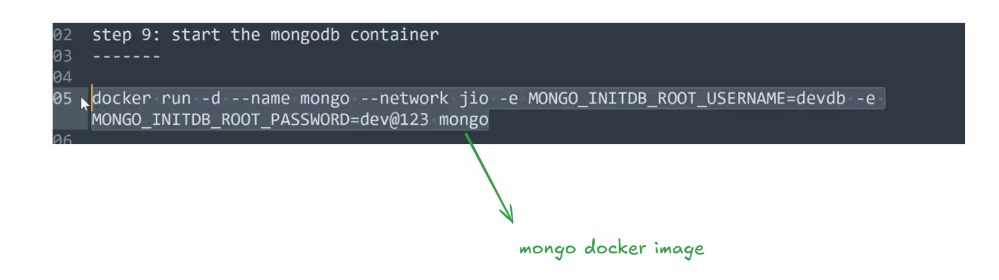 02 step 9: start the mongodb container
03 -------
04
05 docker run -d --name mongo --network jio -e MONGO_INITDB_ROOT_USERNAME=devdb -e
MONGO_INITDB_ROOT_PASSWORD=dev@123 mongo
06
mongo docker image